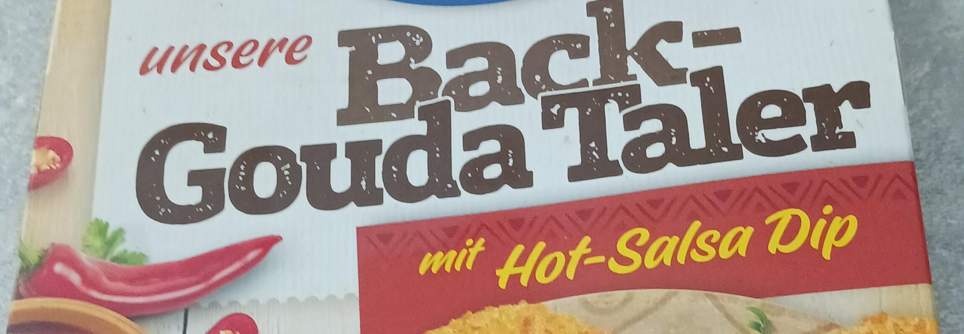 unsere
Back-
Gouda Taler
mit Hot-Salsa Dip